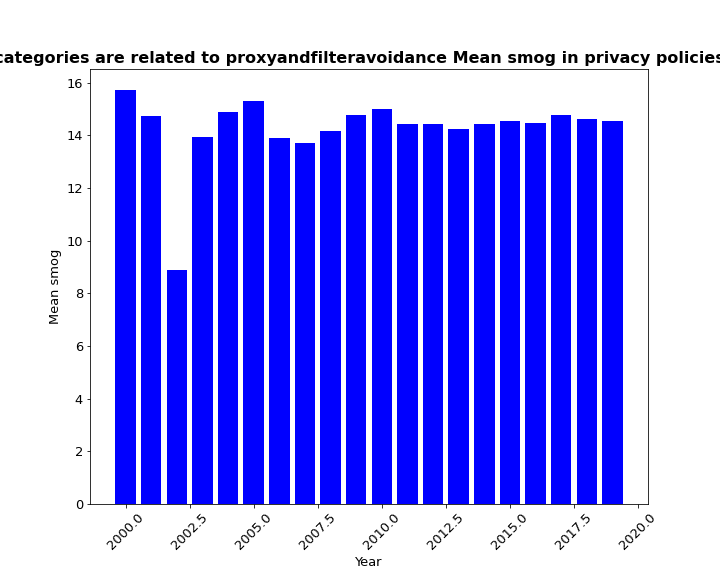 categories are related to proxyandfilteravoidance Mean smog in privacy policies
16
14
12
10
8
6
4
2
0
Mean smog
2000.0 2002.5 2005.0 2007.5 2010.0 2012.5 2015.0 2017.5 2020.0
Year